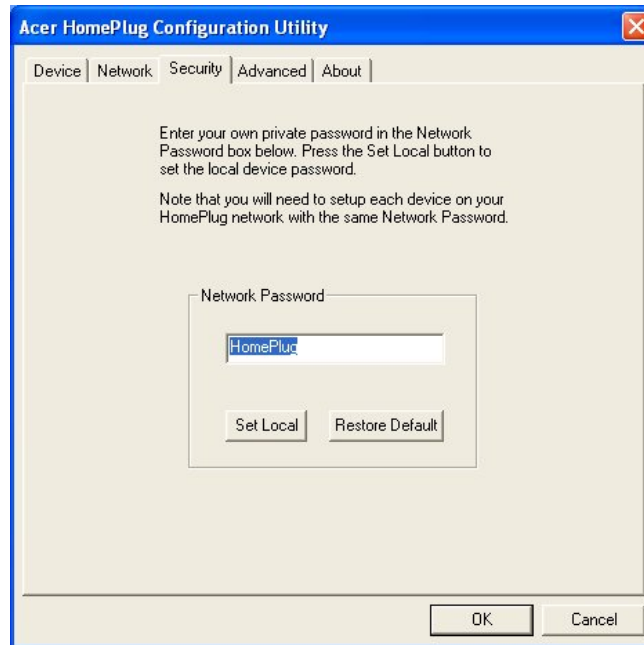 Acer HomePlug Configuration Utility
Device Network Security Advanced About
Enter your own private password in the Network
Password box below. Press the Set Local button to
set the local device password.
Note that you will need to setup each device on your
HomePlug network with the same Network Password.
Network Password
HomePlug
Set Local Restore Default
OK Cancel